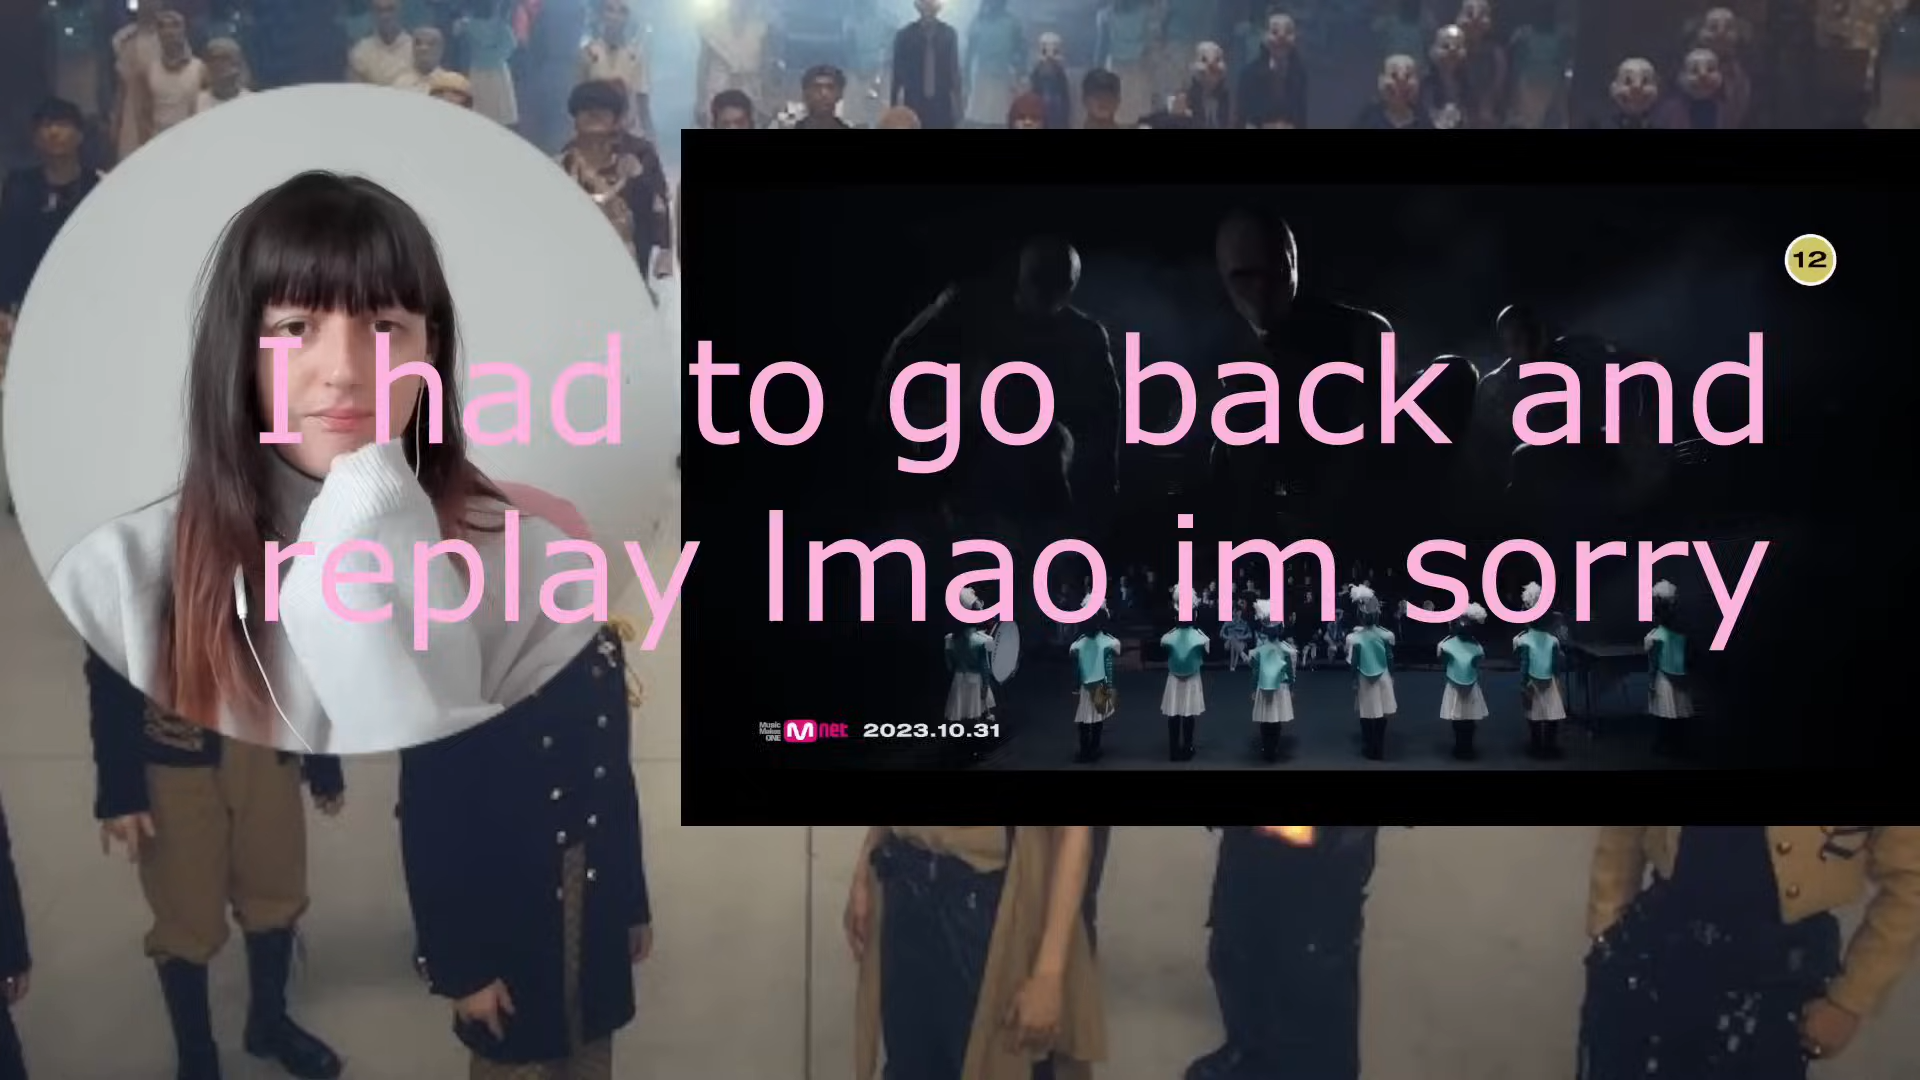 I had to go back and
replay lmao im sorry
12
Music
Makes
ONE
Mnet 2023.10.31